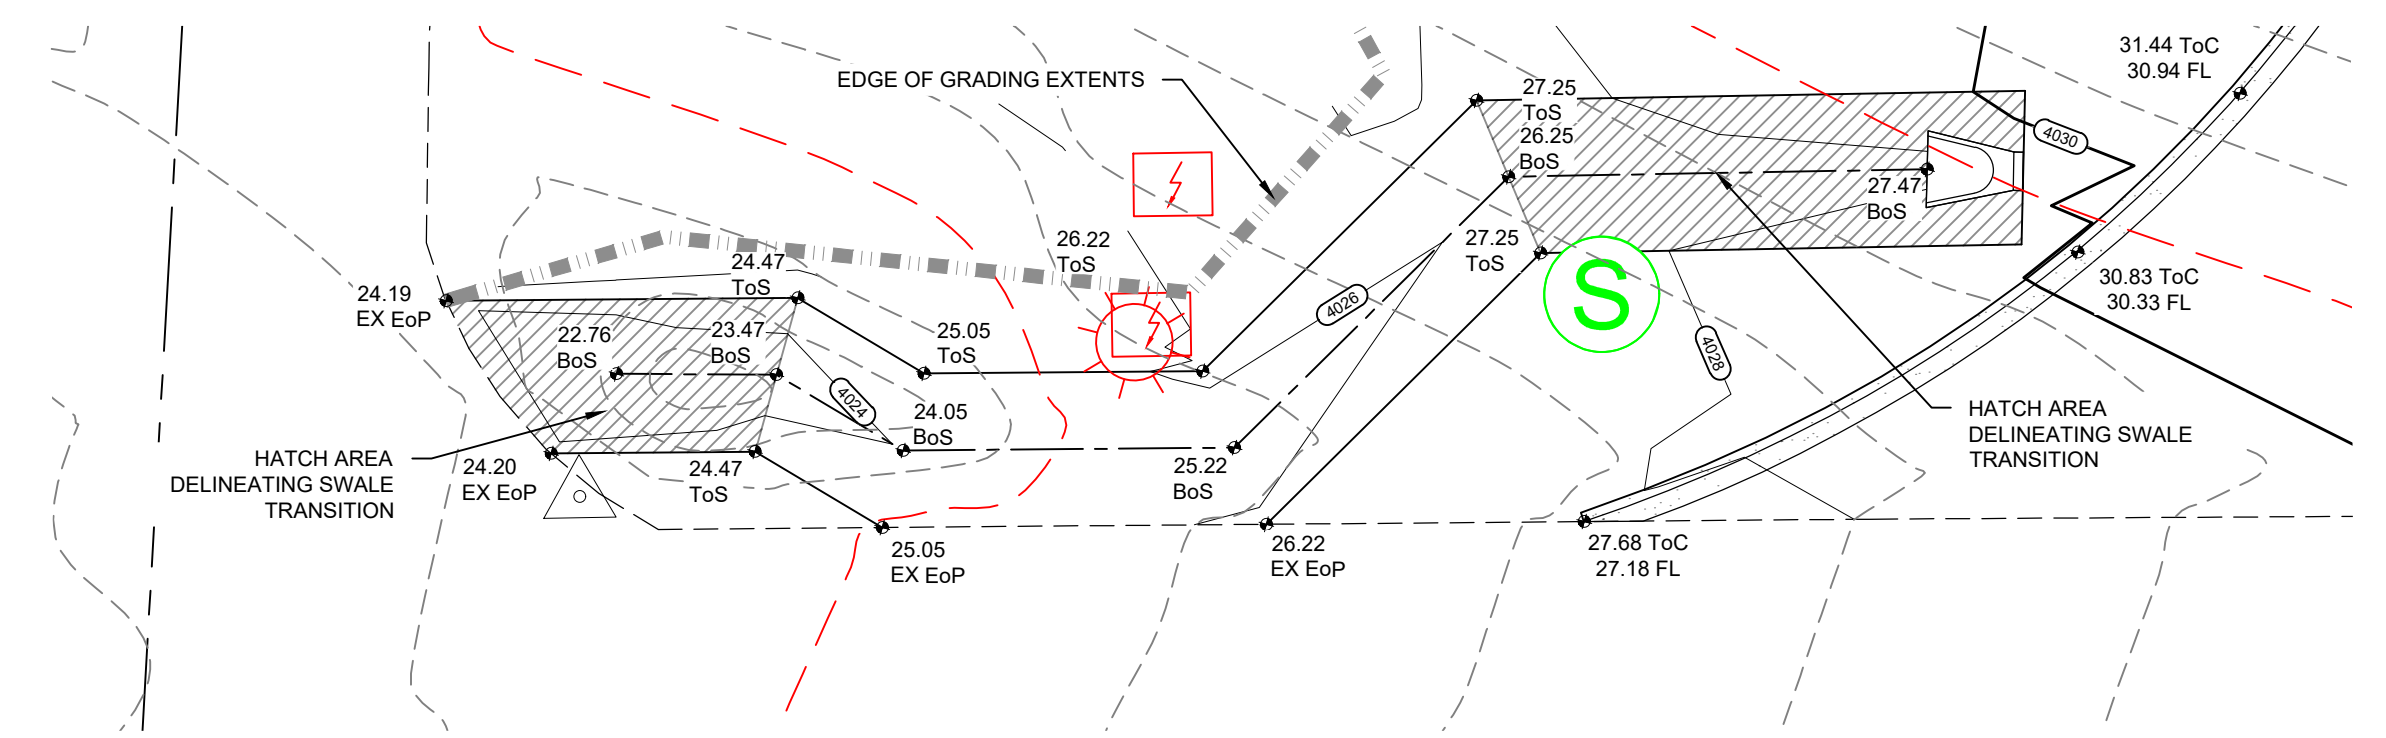 31.44 ToC
30.94 FL
EDGE OF GRADING EXTENTS
27.25
ToS
26.25
BoS
4030
27.47
BoS
26.22
ToS
27.25
ToS
24.47
ToS
24.19
EX EoP
S
30.83 ToC
30.33 FL
4026
22.76
BoS
23.47
BoS
25.05
ToS
4028
4024
24.05
BoS
HATCH AREA
DELINEATING SWALE
TRANSITION
HATCH AREA
DELINEATING SWALE
TRANSITION
24.20
EX EoP
24.47
ToS
25.22
BoS
25.05
EX EoP
26.22
EX EoP
27.68 ToC
27.18 FL